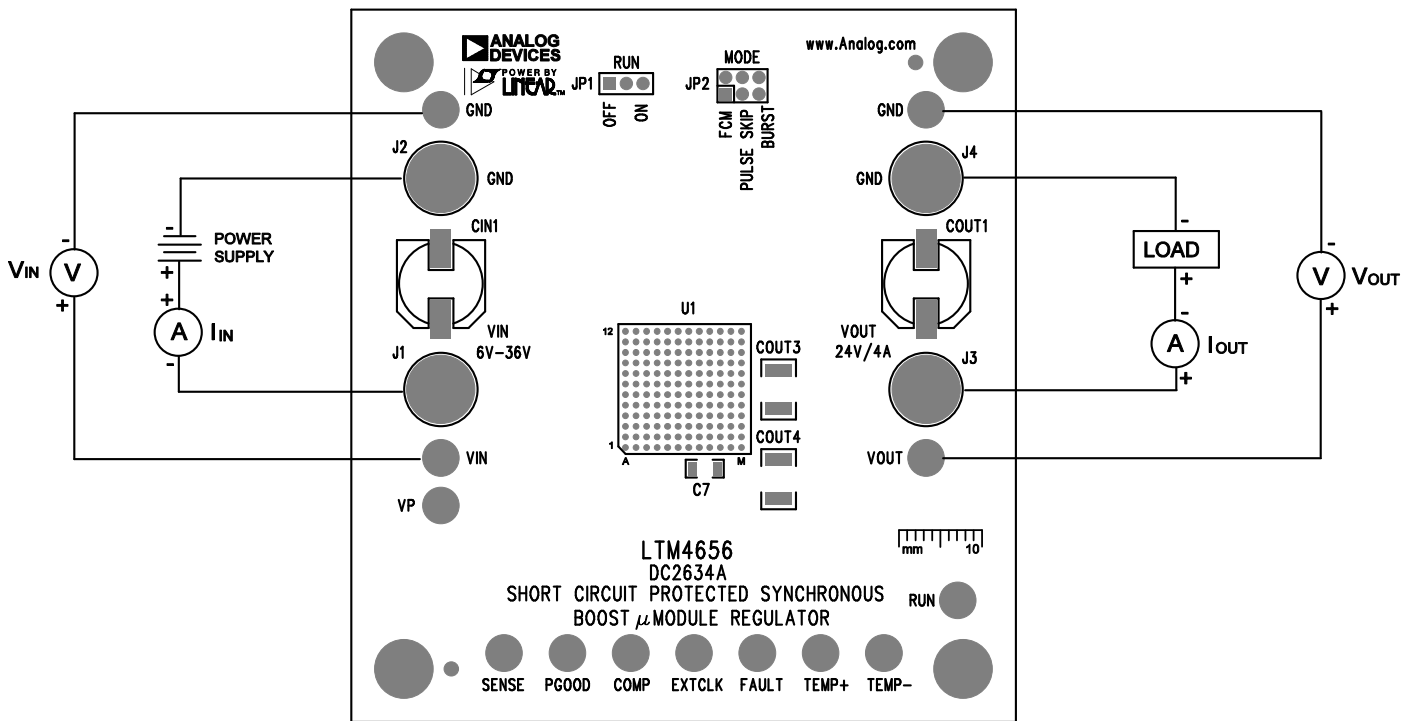 ANALOG
DEVICES
POWER BY
LINEAR™
JP1
RUN
OFF
ON
JP2
MODE
FCM
PULSE SKIP
BURST
www.Analog.com
GND
GND
J2
J4
GND
GND
CIN1
COUT1
-
POWER
SUPPLY
+
+
A
IIN
-
-
VIN
V
+
VIN
6V-36V
J1
U1
12
1
A
M
C7
COUT3
COUT4
VOUT
24V/4A
J3
-
LOAD
+
-
A
IOUT
+
-
V
VOUT
+
VIN
VOUT
VP
mm
10
LTM4656
DC2634A
SHORT CIRCUIT PROTECTED SYNCHRONOUS
BOOST µMODULE REGULATOR
RUN
SENSE
PGOOD
COMP
EXTCLK
FAULT
TEMP+
TEMP-